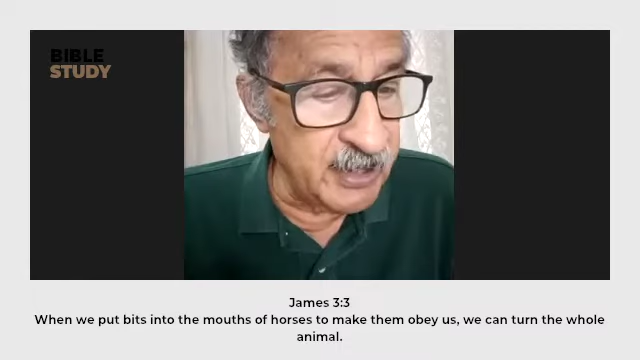 BIBLE
STUDY
James 3:3
When we put bits into the mouths of horses to make them obey us, we can turn the whole
animal.